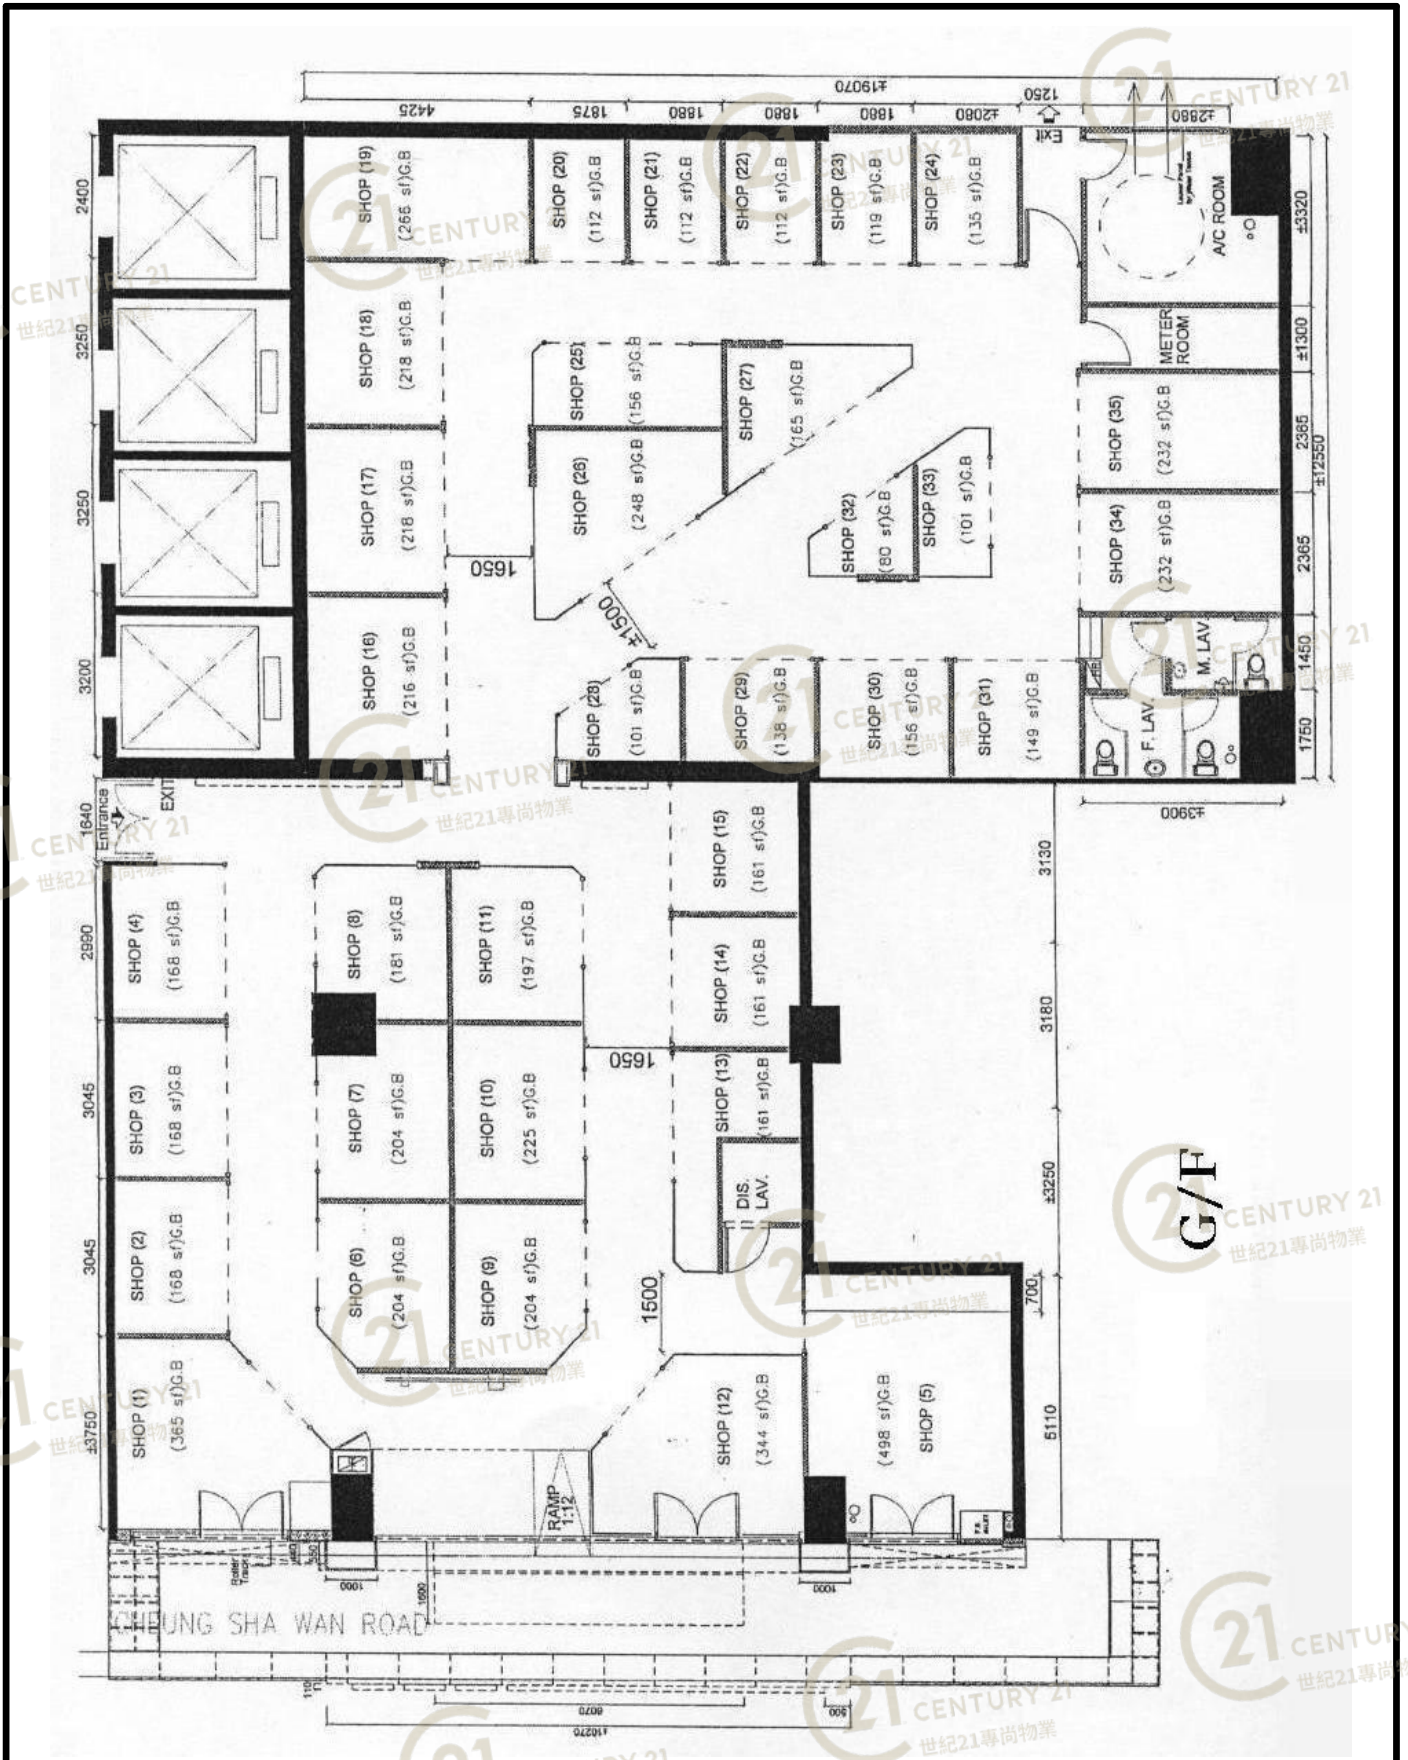 ±19070
4425
1875
1880
1880
1880
±2080
1250
±2880
Exit
2400
3250
3250
3200
SHOP (19)
(266 sf)G.B
SHOP (20)
(112 sf)G.B
SHOP (21)
(112 sf)G.B
SHOP (22)
(112 sf)G.B
SHOP (23)
(119 sf)G.B
SHOP (24)
(135 sf)G.B
A/C ROOM
±3320
SHOP (18)
(218 sf)G.B
SHOP (25)
(156 sf)G.B
SHOP (27)
(165 sf)G.B
METER
ROOM
±1300
SHOP (17)
(218 sf)G.B
SHOP (26)
(248 sf)G.B
SHOP (32)
(80 sf)G.B
SHOP (33)
(101 sf)G.B
SHOP (35)
(232 sf)G.B
2365
±12550
1650
SHOP (34)
(232 sf)G.B
2365
SHOP (16)
(216 sf)G.B
±1500
SHOP (28)
(101 sf)G.B
SHOP (29)
(138 sf)G.B
SHOP (30)
(156 sf)G.B
SHOP (31)
(149 sf)G.B
M. LAV.
F. LAV.
1450
1750
±3900
1640
Entrance
EXIT
SHOP (4)
(168 sf)G.B
2990
SHOP (8)
(181 sf)G.B
SHOP (11)
(197 sf)G.B
SHOP (15)
(161 sf)G.B
3130
SHOP (14)
(161 sf)G.B
3180
1650
SHOP (3)
(168 sf)G.B
3045
SHOP (7)
(204 sf)G.B
SHOP (10)
(225 sf)G.B
SHOP (13)
(161 sf)G.B
DIS.
LAV.
±3250
G/F
SHOP (2)
(168 sf)G.B
3045
SHOP (6)
(204 sf)G.B
SHOP (9)
(204 sf)G.B
1500
700
SHOP (1)
(365 sf)G.B
±3750
SHOP (12)
(344 sf)G.B
(498 sf)G.B
SHOP (5)
5110
RAMP
1:12
Roller
1000
1600
1000
CHEUNG SHA WAN ROAD
110
6070
500
±10270
CENTURY 21
世紀21專尚物業